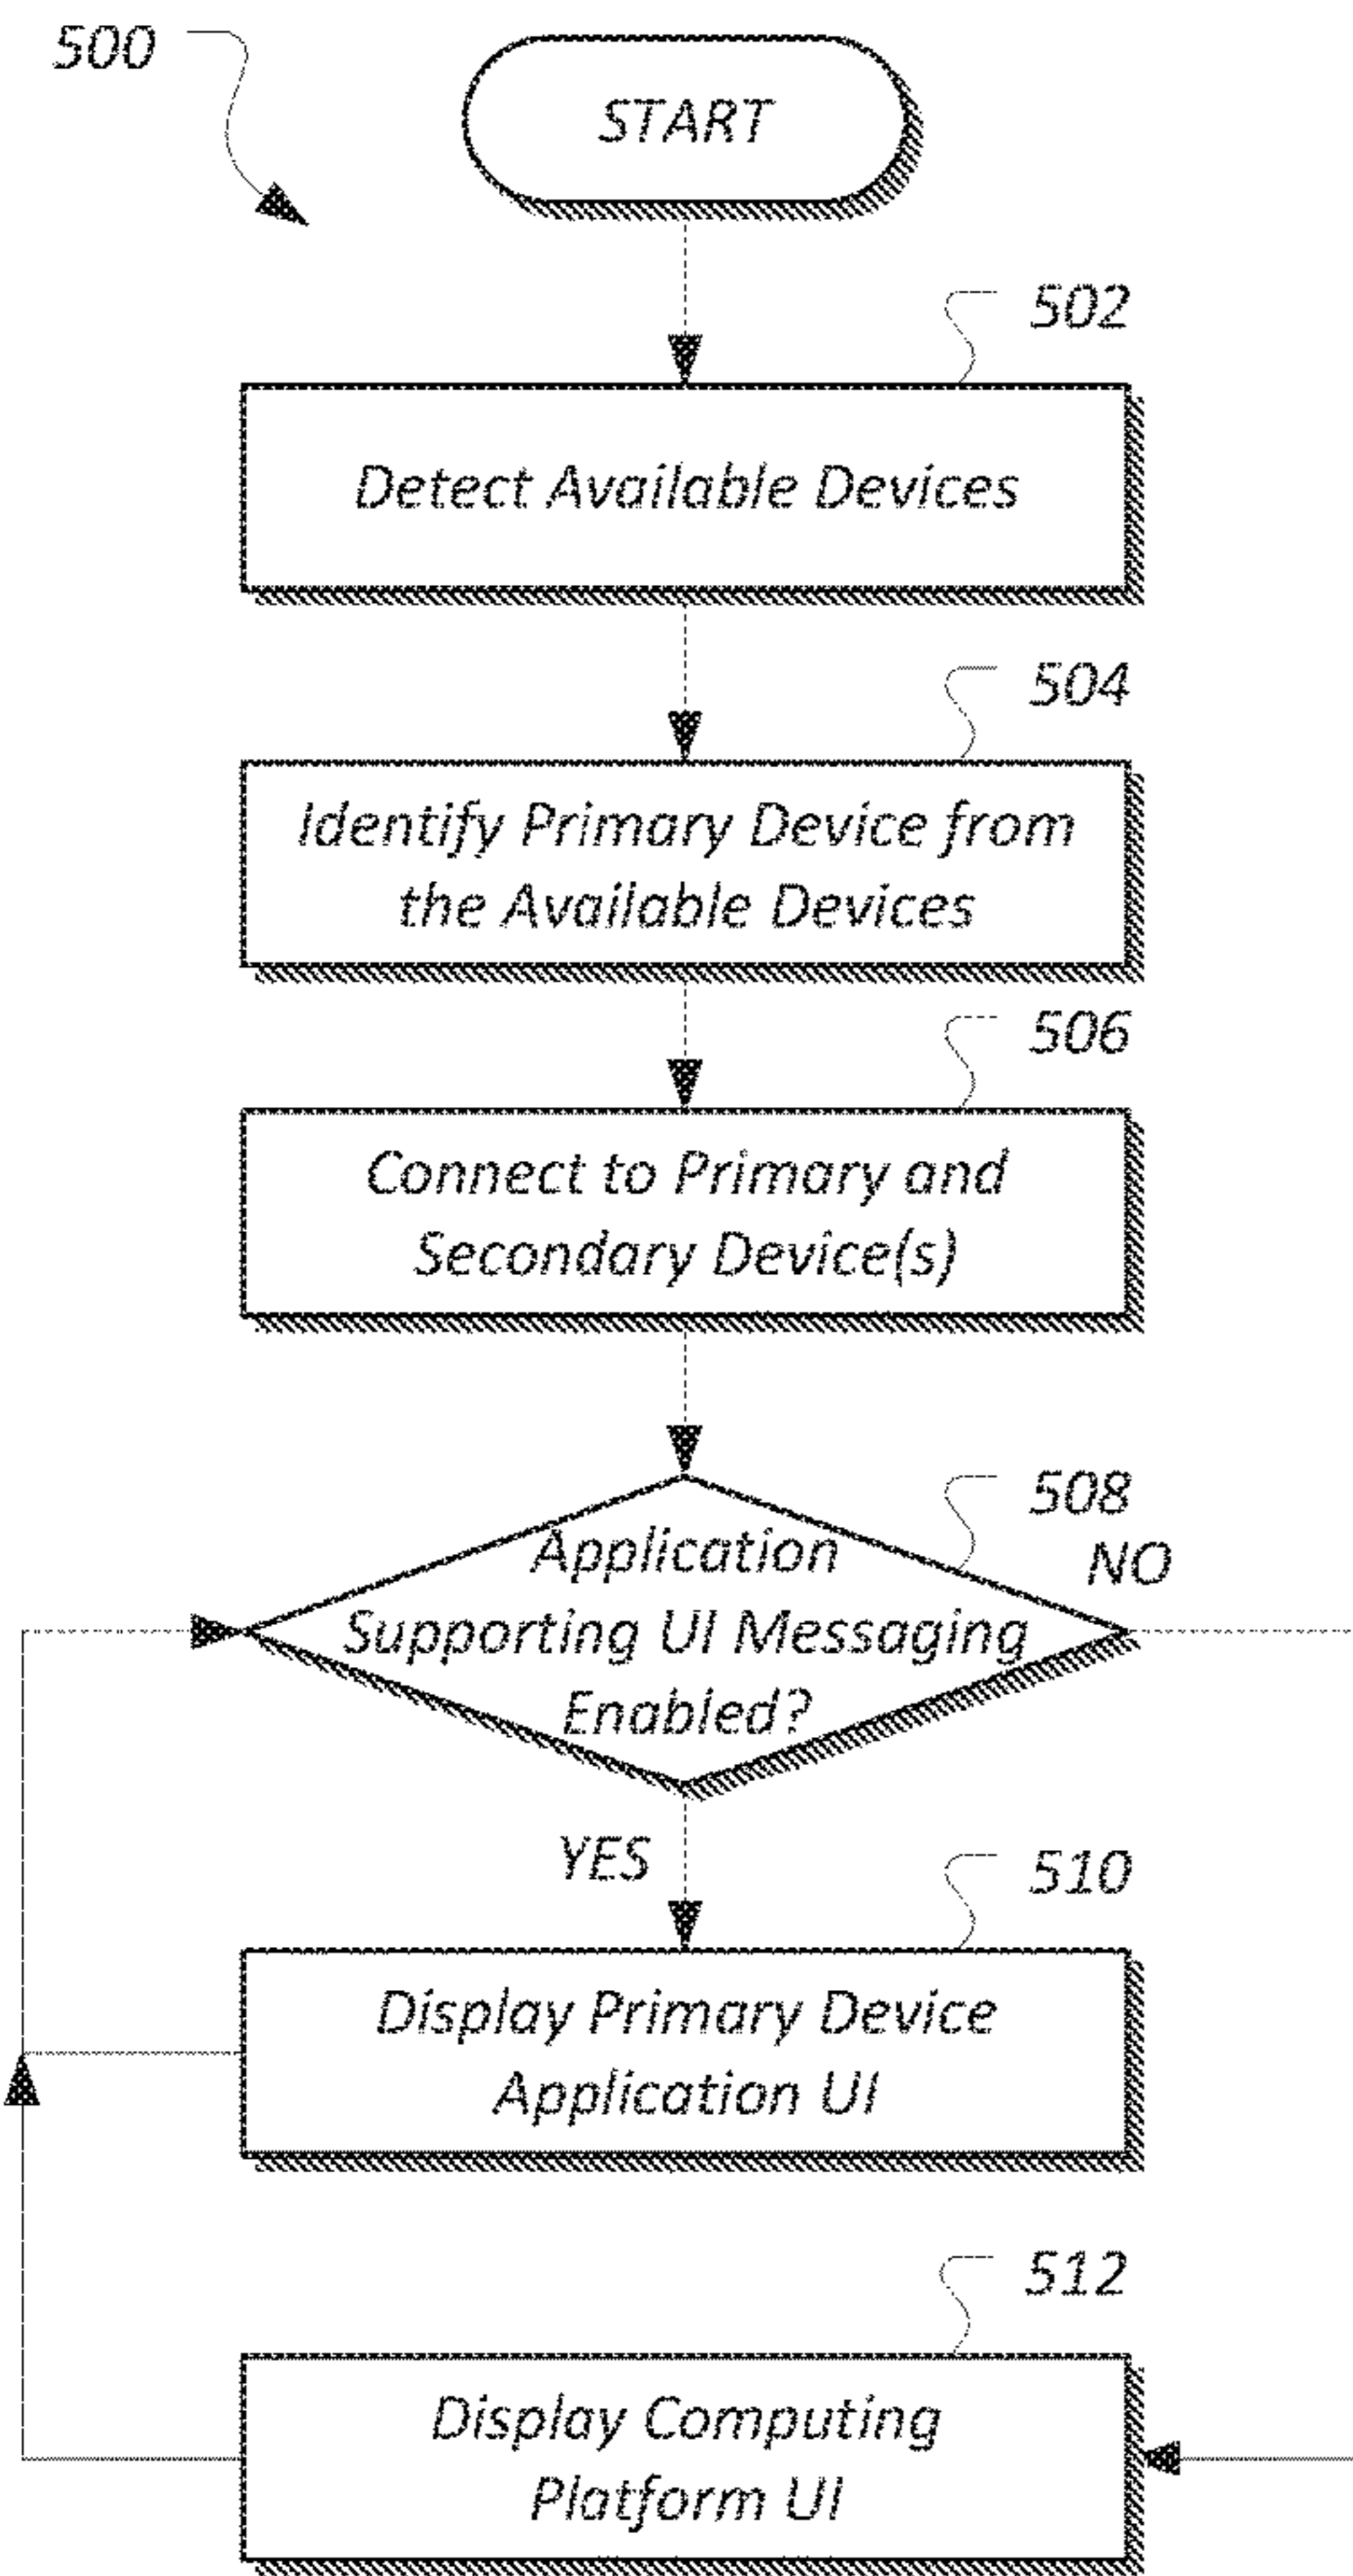 500
START
502
Detect Available Devices
504
Identify Primary Device from
the Available Devices
506
Connect to Primary and
Secondary Device(s)
508
NO
Application
Supporting UI Messaging
Enabled?
YES
510
Display Primary Device
Application UI
512
Display Computing
Platform UI